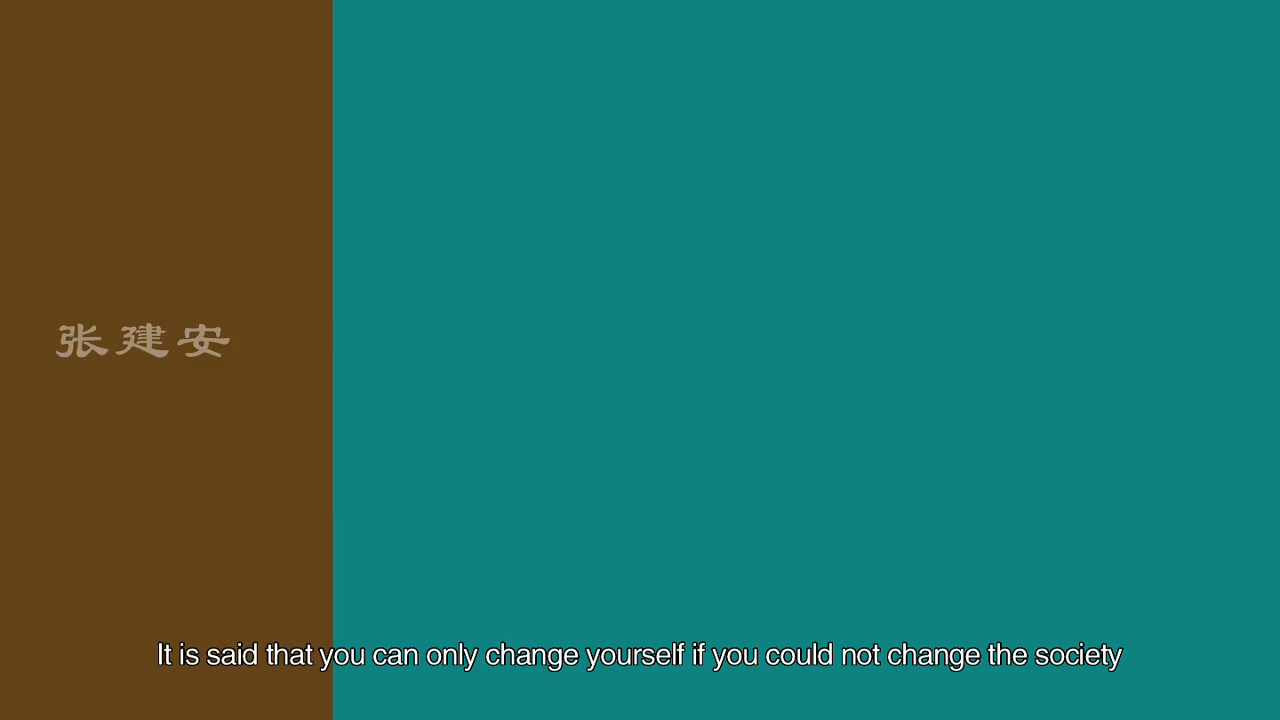 张建安
It is said that you can only change yourself if you could not change the society